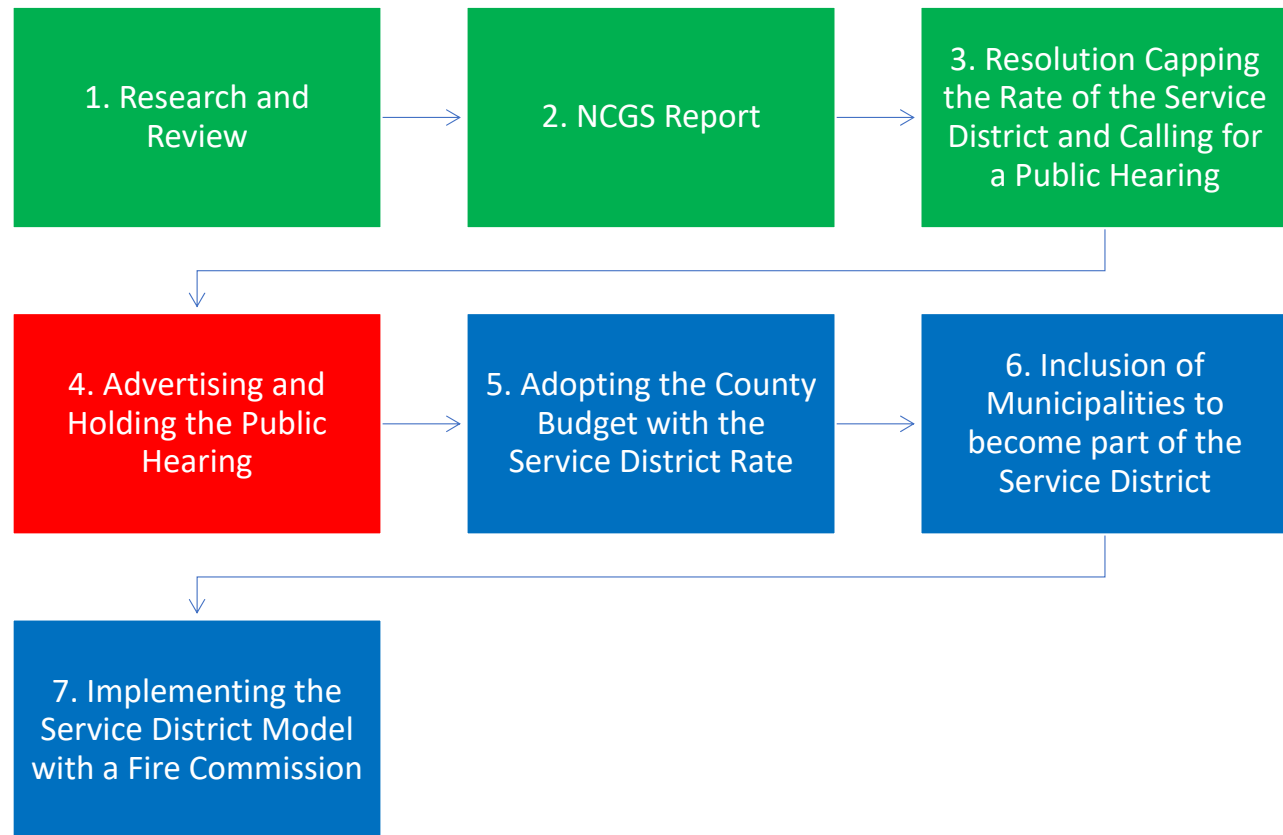 1. Research and
Review
2. NCGS Report
3. Resolution Capping
the Rate of the Service
District and Calling for
a Public Hearing
4. Advertising and
Holding the Public
Hearing
5. Adopting the County
Budget with the
Service District Rate
6. Inclusion of
Municipalities to
become part of the
Service District
7. Implementing the
Service District Model
with a Fire Commission